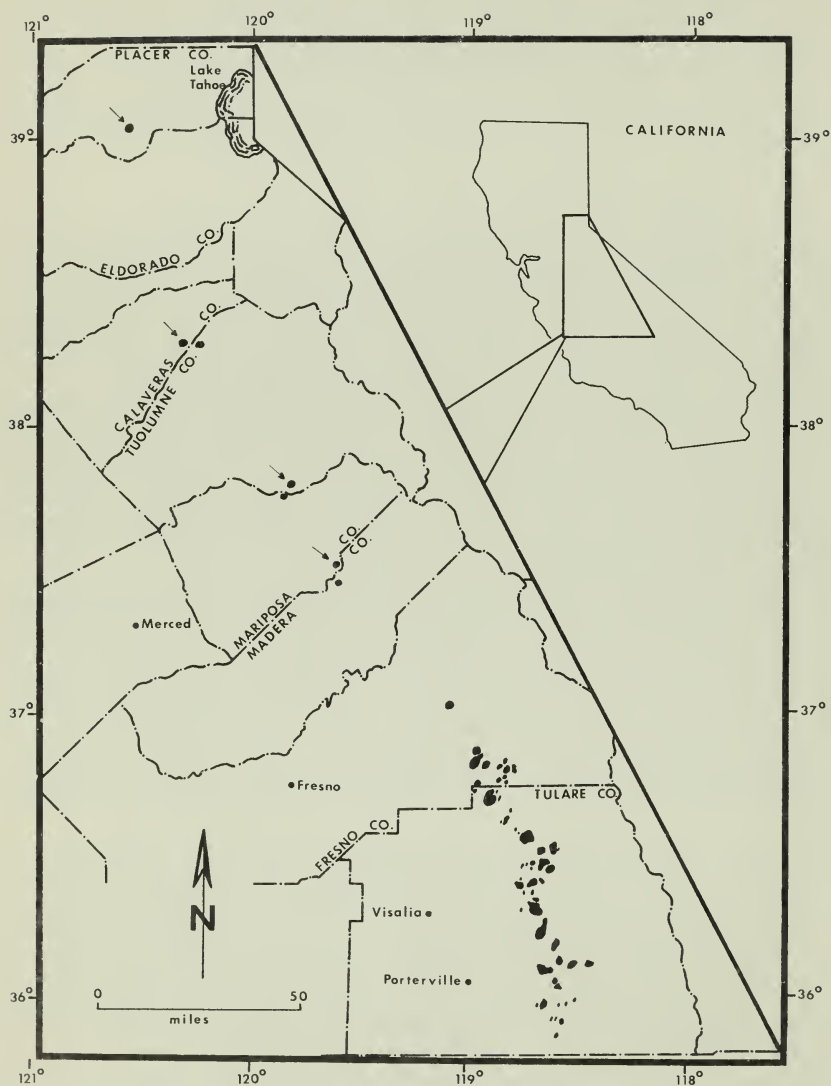 121°
120°
119°
118°
PLACER CO.
Lake
Tahoe
CALIFORNIA
39°
39°
ELDORADO CO.
CALAVERAS CO.
TUOLUMNE CO.
38°
38°
MARIPOSA CO.
MADERA CO.
Merced
37°
37°
Fresno
TULARE CO.
FRESNO CO.
N
Visalia
Porterville
36°
36°
0 50
miles
121°
120°
119°
118°